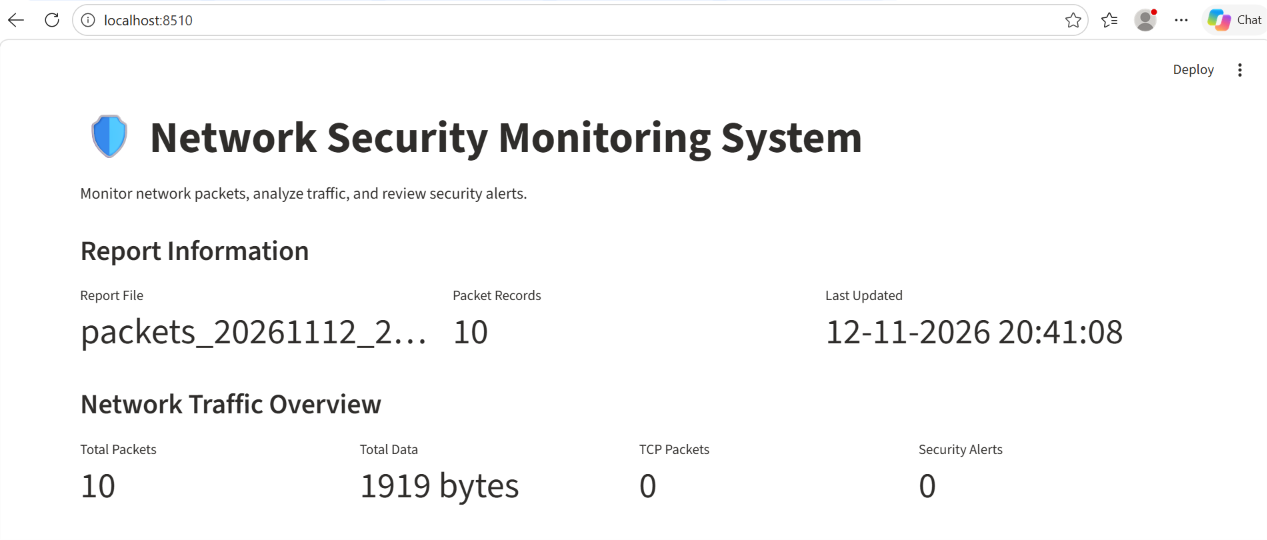 localhost:8510
Chat
Deploy
Network Security Monitoring System
Monitor network packets, analyze traffic, and review security alerts.
Report Information
Report File Packet Records Last Updated
packets_20261112_2... 10 12-11-2026 20:41:08
Network Traffic Overview
Total Packets Total Data TCP Packets Security Alerts
10 1919 bytes 0 0